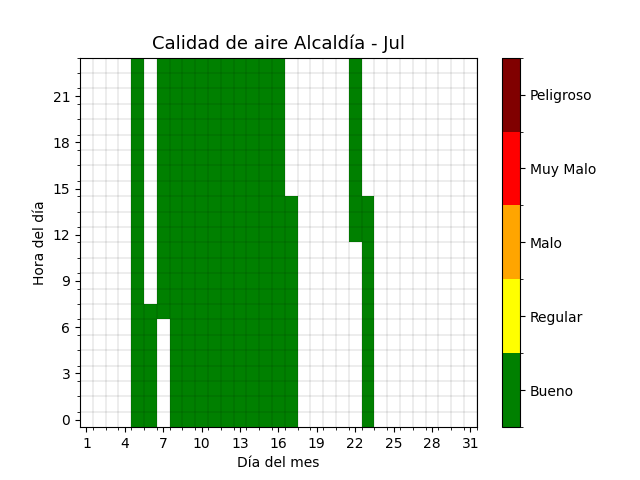 Calidad de aire Alcaldía - Jul
Hora del día
21
18
15
12
9
6
3
0
1 4 7 10 13 16 19 22 25 28 31
Día del mes
Peligroso
Muy Malo
Malo
Regular
Bueno